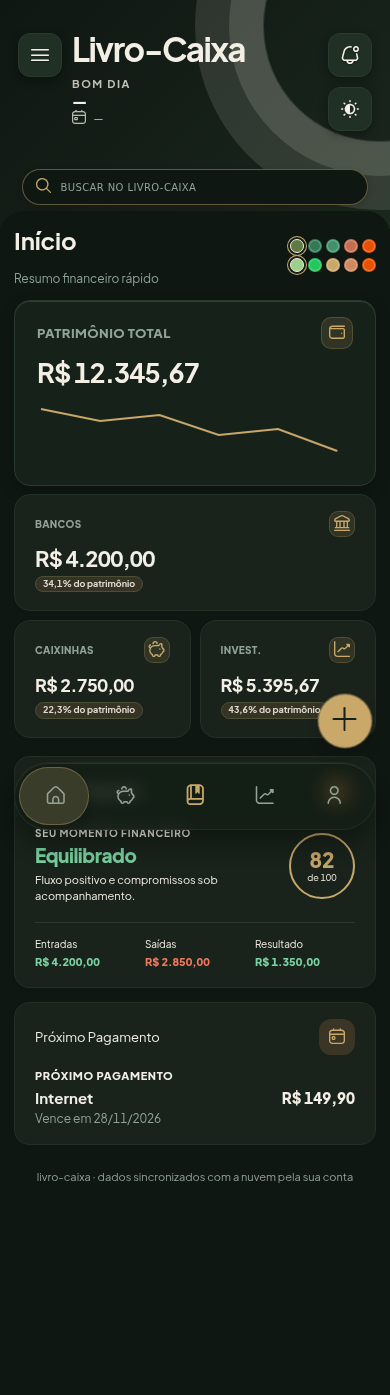 Livro-Caixa
BOM DIA
—
—
BUSCAR NO LIVRO-CAIXA
Início
Resumo financeiro rápido
PATRIMÔNIO TOTAL
R$ 12.345,67
BANCOS
R$ 4.200,00
34,1% do patrimônio
CAIXINHAS
R$ 2.750,00
22,3% do patrimônio
INVEST.
R$ 5.395,67
43,6% do patrimônio
SEU MOMENTO FINANCEIRO
Equilibrado
Fluxo positivo e compromissos sob
acompanhamento.
82
de 100
Entradas Saídas Resultado
R$ 4.200,00 R$ 2.850,00 R$ 1.350,00
Próximo Pagamento
PRÓXIMO PAGAMENTO
Internet R$ 149,90
Vence em 28/11/2026
livro-caixa · dados sincronizados com a nuvem pela sua conta